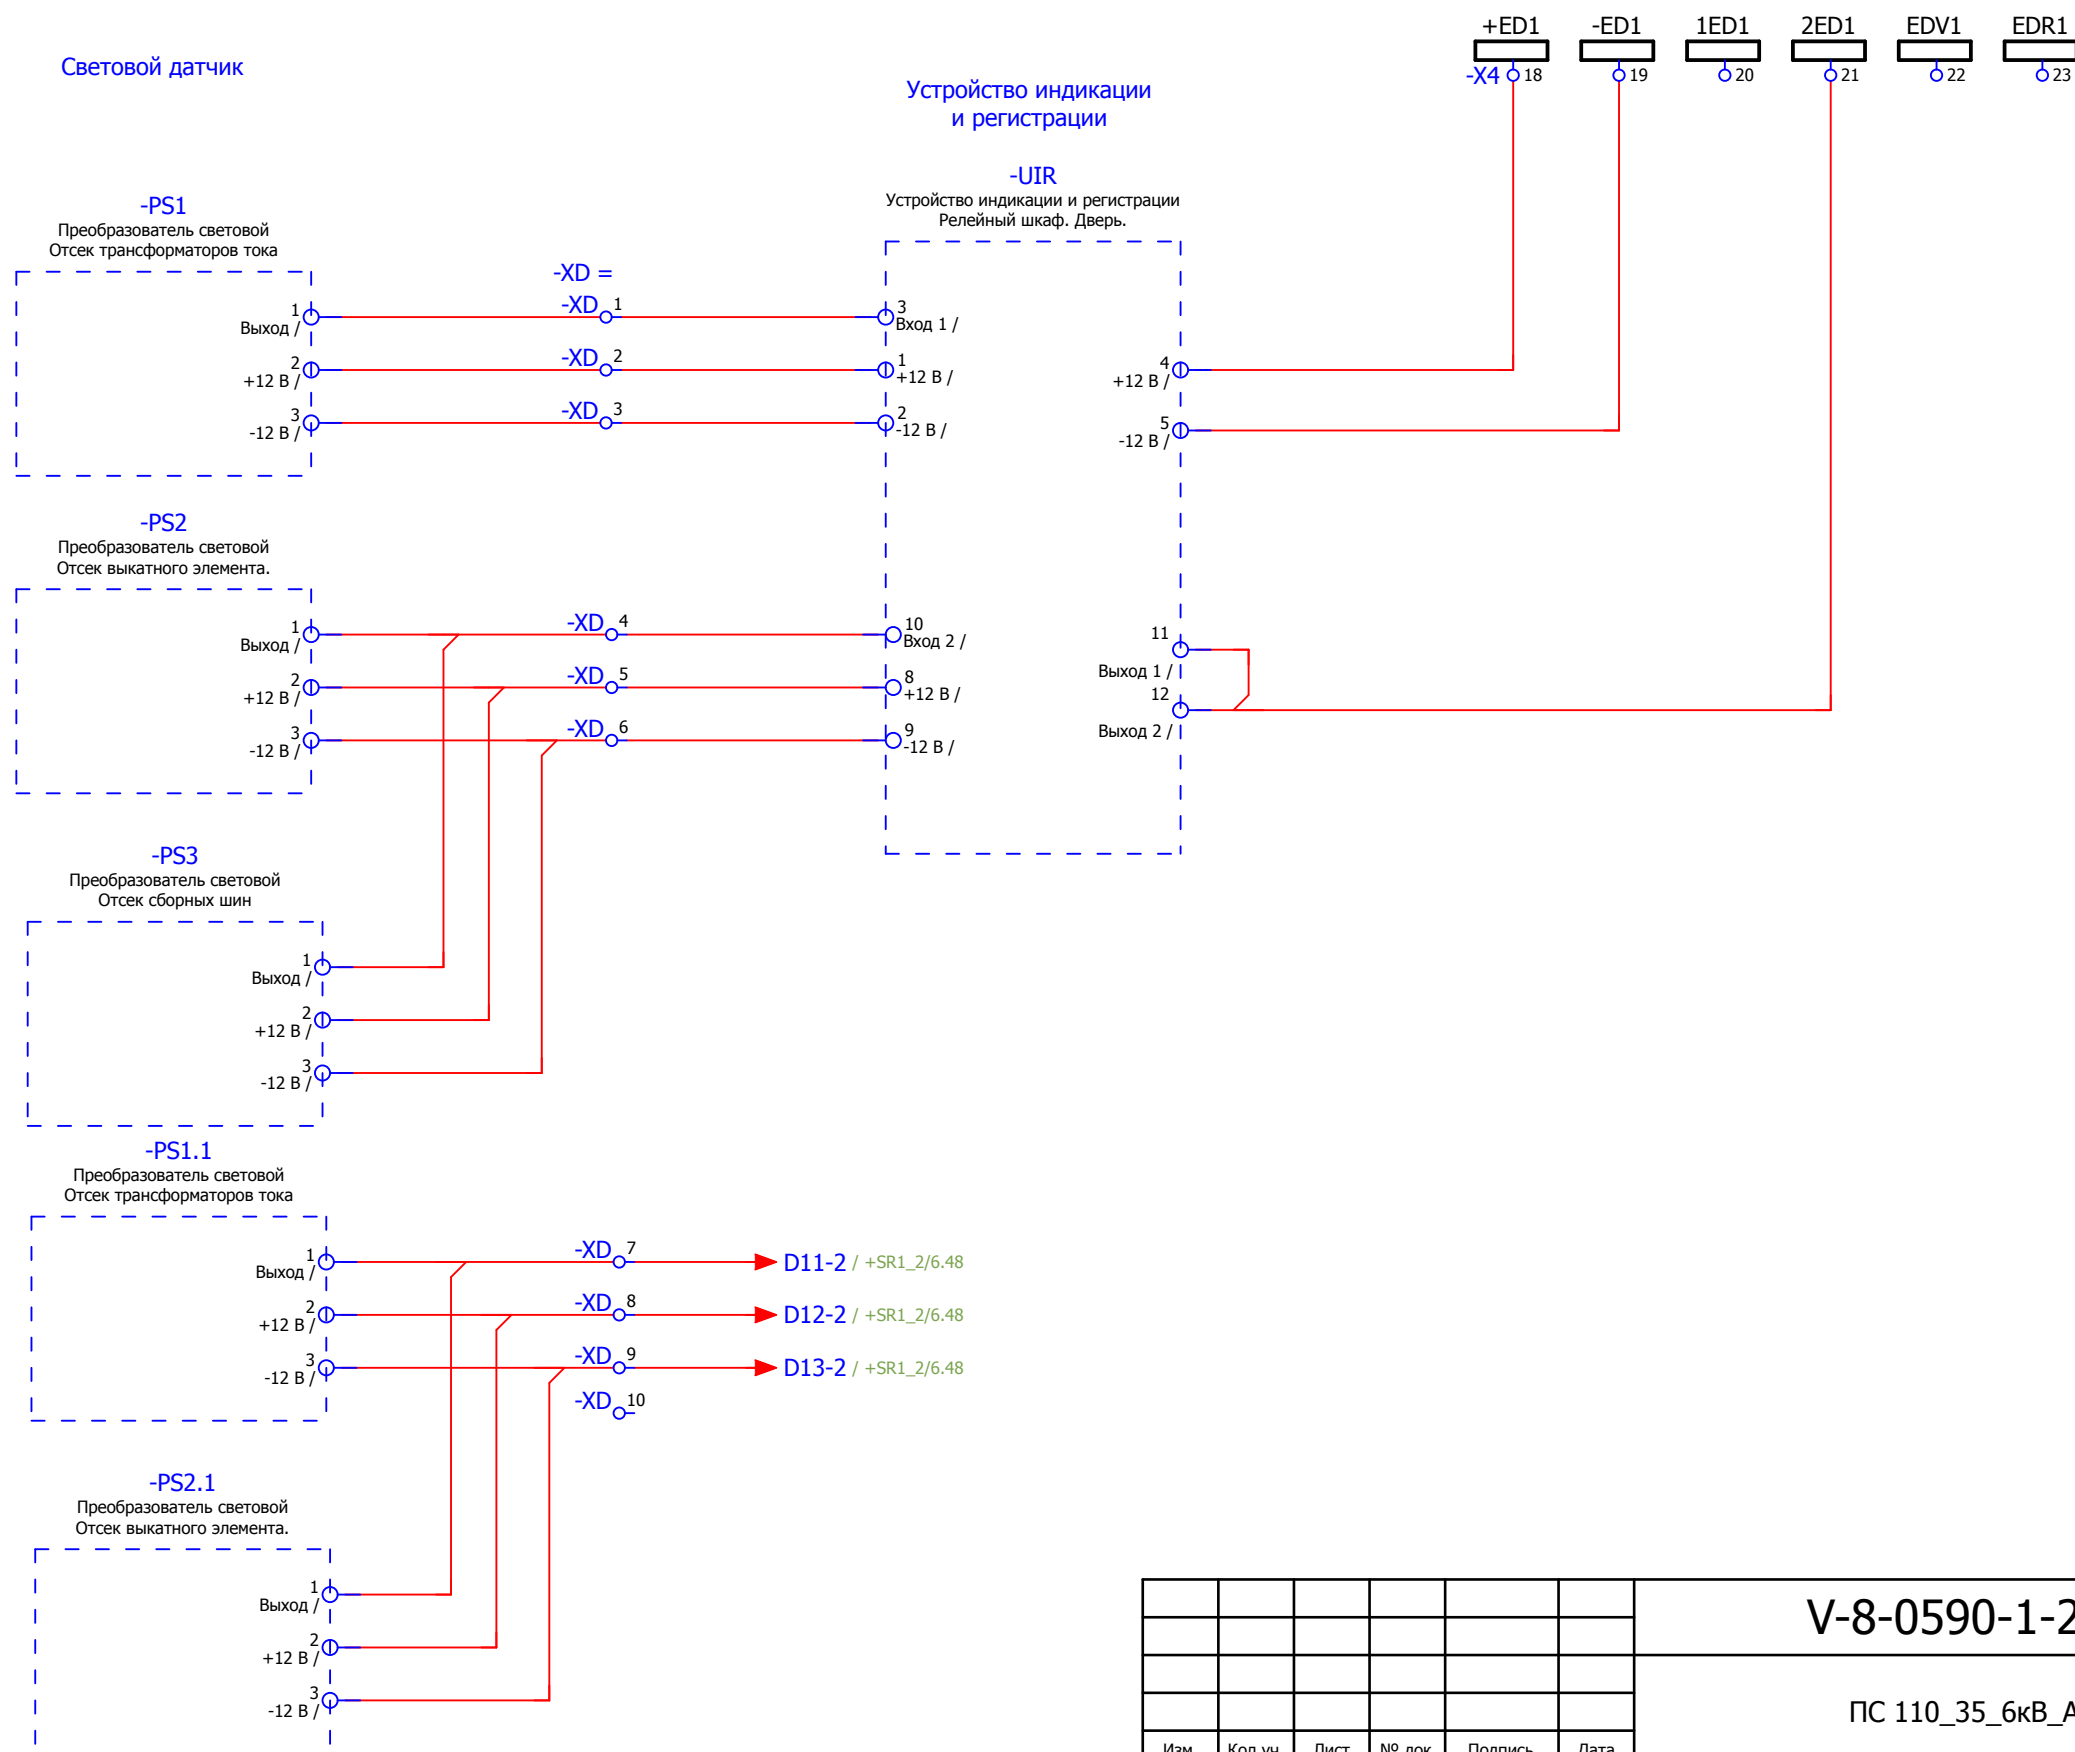 Световой датчик
Устройство индикации
и регистрации
+ED1 -ED1 1ED1 2ED1 EDV1 EDR1
-X4 18 19 20 21 22 23
-PS1
Преобразователь световой
Отсек трансформаторов тока
1
Выход /
2
+12 В /
3
-12 В /
-XD =
-XD 1
-XD 2
-XD 3
-UIR
Устройство индикации и регистрации
Релейный шкаф. Дверь.
3
Вход 1 /
1
+12 В /
2
-12 В /
4
+12 В /
5
-12 В /
-PS2
Преобразователь световой
Отсек выкатного элемента.
1
Выход /
2
+12 В /
3
-12 В /
-XD 4
-XD 5
-XD 6
10
Вход 2 /
8
+12 В /
9
-12 В /
11
Выход 1 /
12
Выход 2 /
-PS3
Преобразователь световой
Отсек сборных шин
1
Выход /
2
+12 В /
3
-12 В /
-PS1.1
Преобразователь световой
Отсек трансформаторов тока
1
Выход /
2
+12 В /
3
-12 В /
-XD 7
D11-2 / +SR1_2/6.48
-XD 8
D12-2 / +SR1_2/6.48
-XD 9
D13-2 / +SR1_2/6.48
-XD 10
-PS2.1
Преобразователь световой
Отсек выкатного элемента.
1
Выход /
2
+12 В /
3
-12 В /
V-8-0590-1-2
ПС 110_35_6кВ_А
Изм. Кол.уч. Лист № док. Подпись Дата